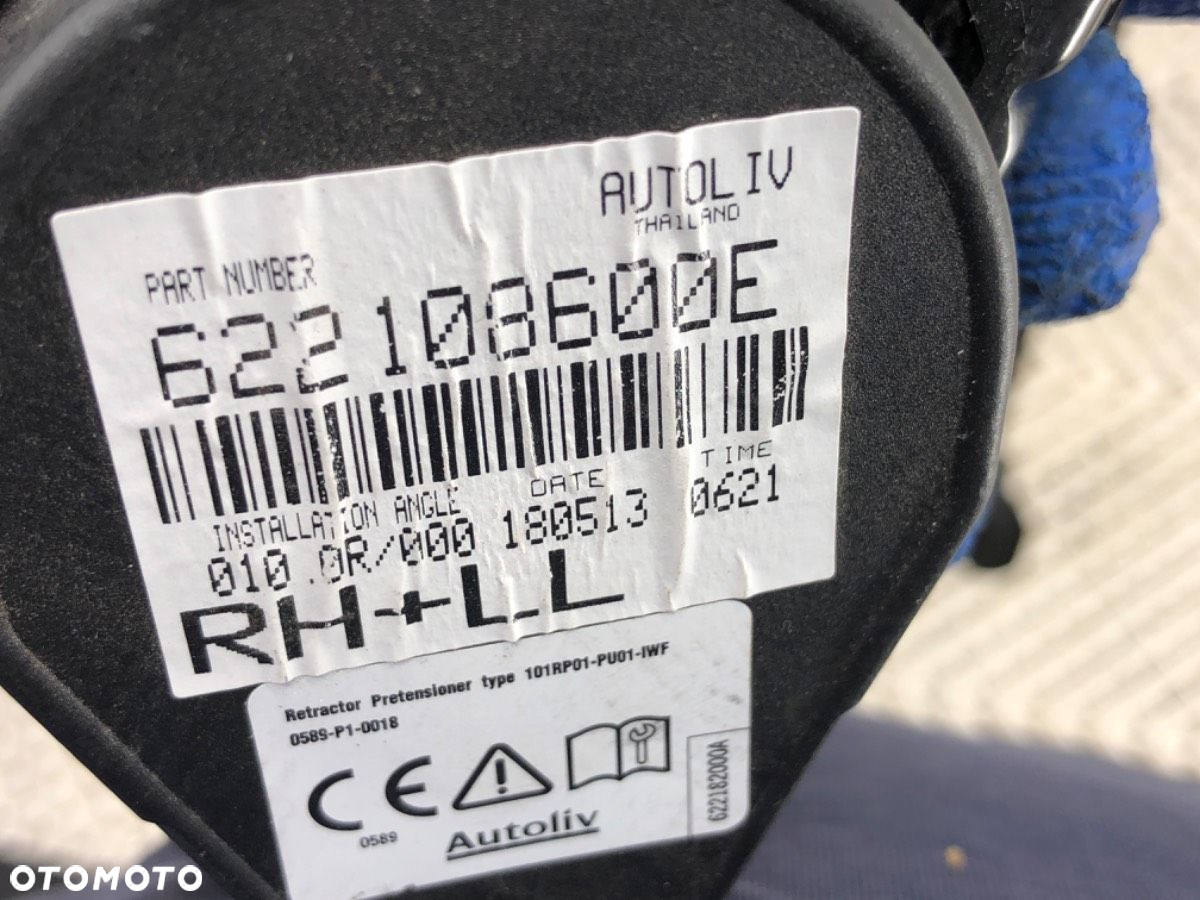 AUTOLIV
THAILAND
PART NUMBER
622108600E
INSTALLATION ANGLE DATE TIME
010.0R/000 180513 0621
RH+LL
Retractor Pretensioner type 101RP01-PU01-IWF
0589-P1-0018
CE
0589
Autoliv
622182000A
OTOMOTO